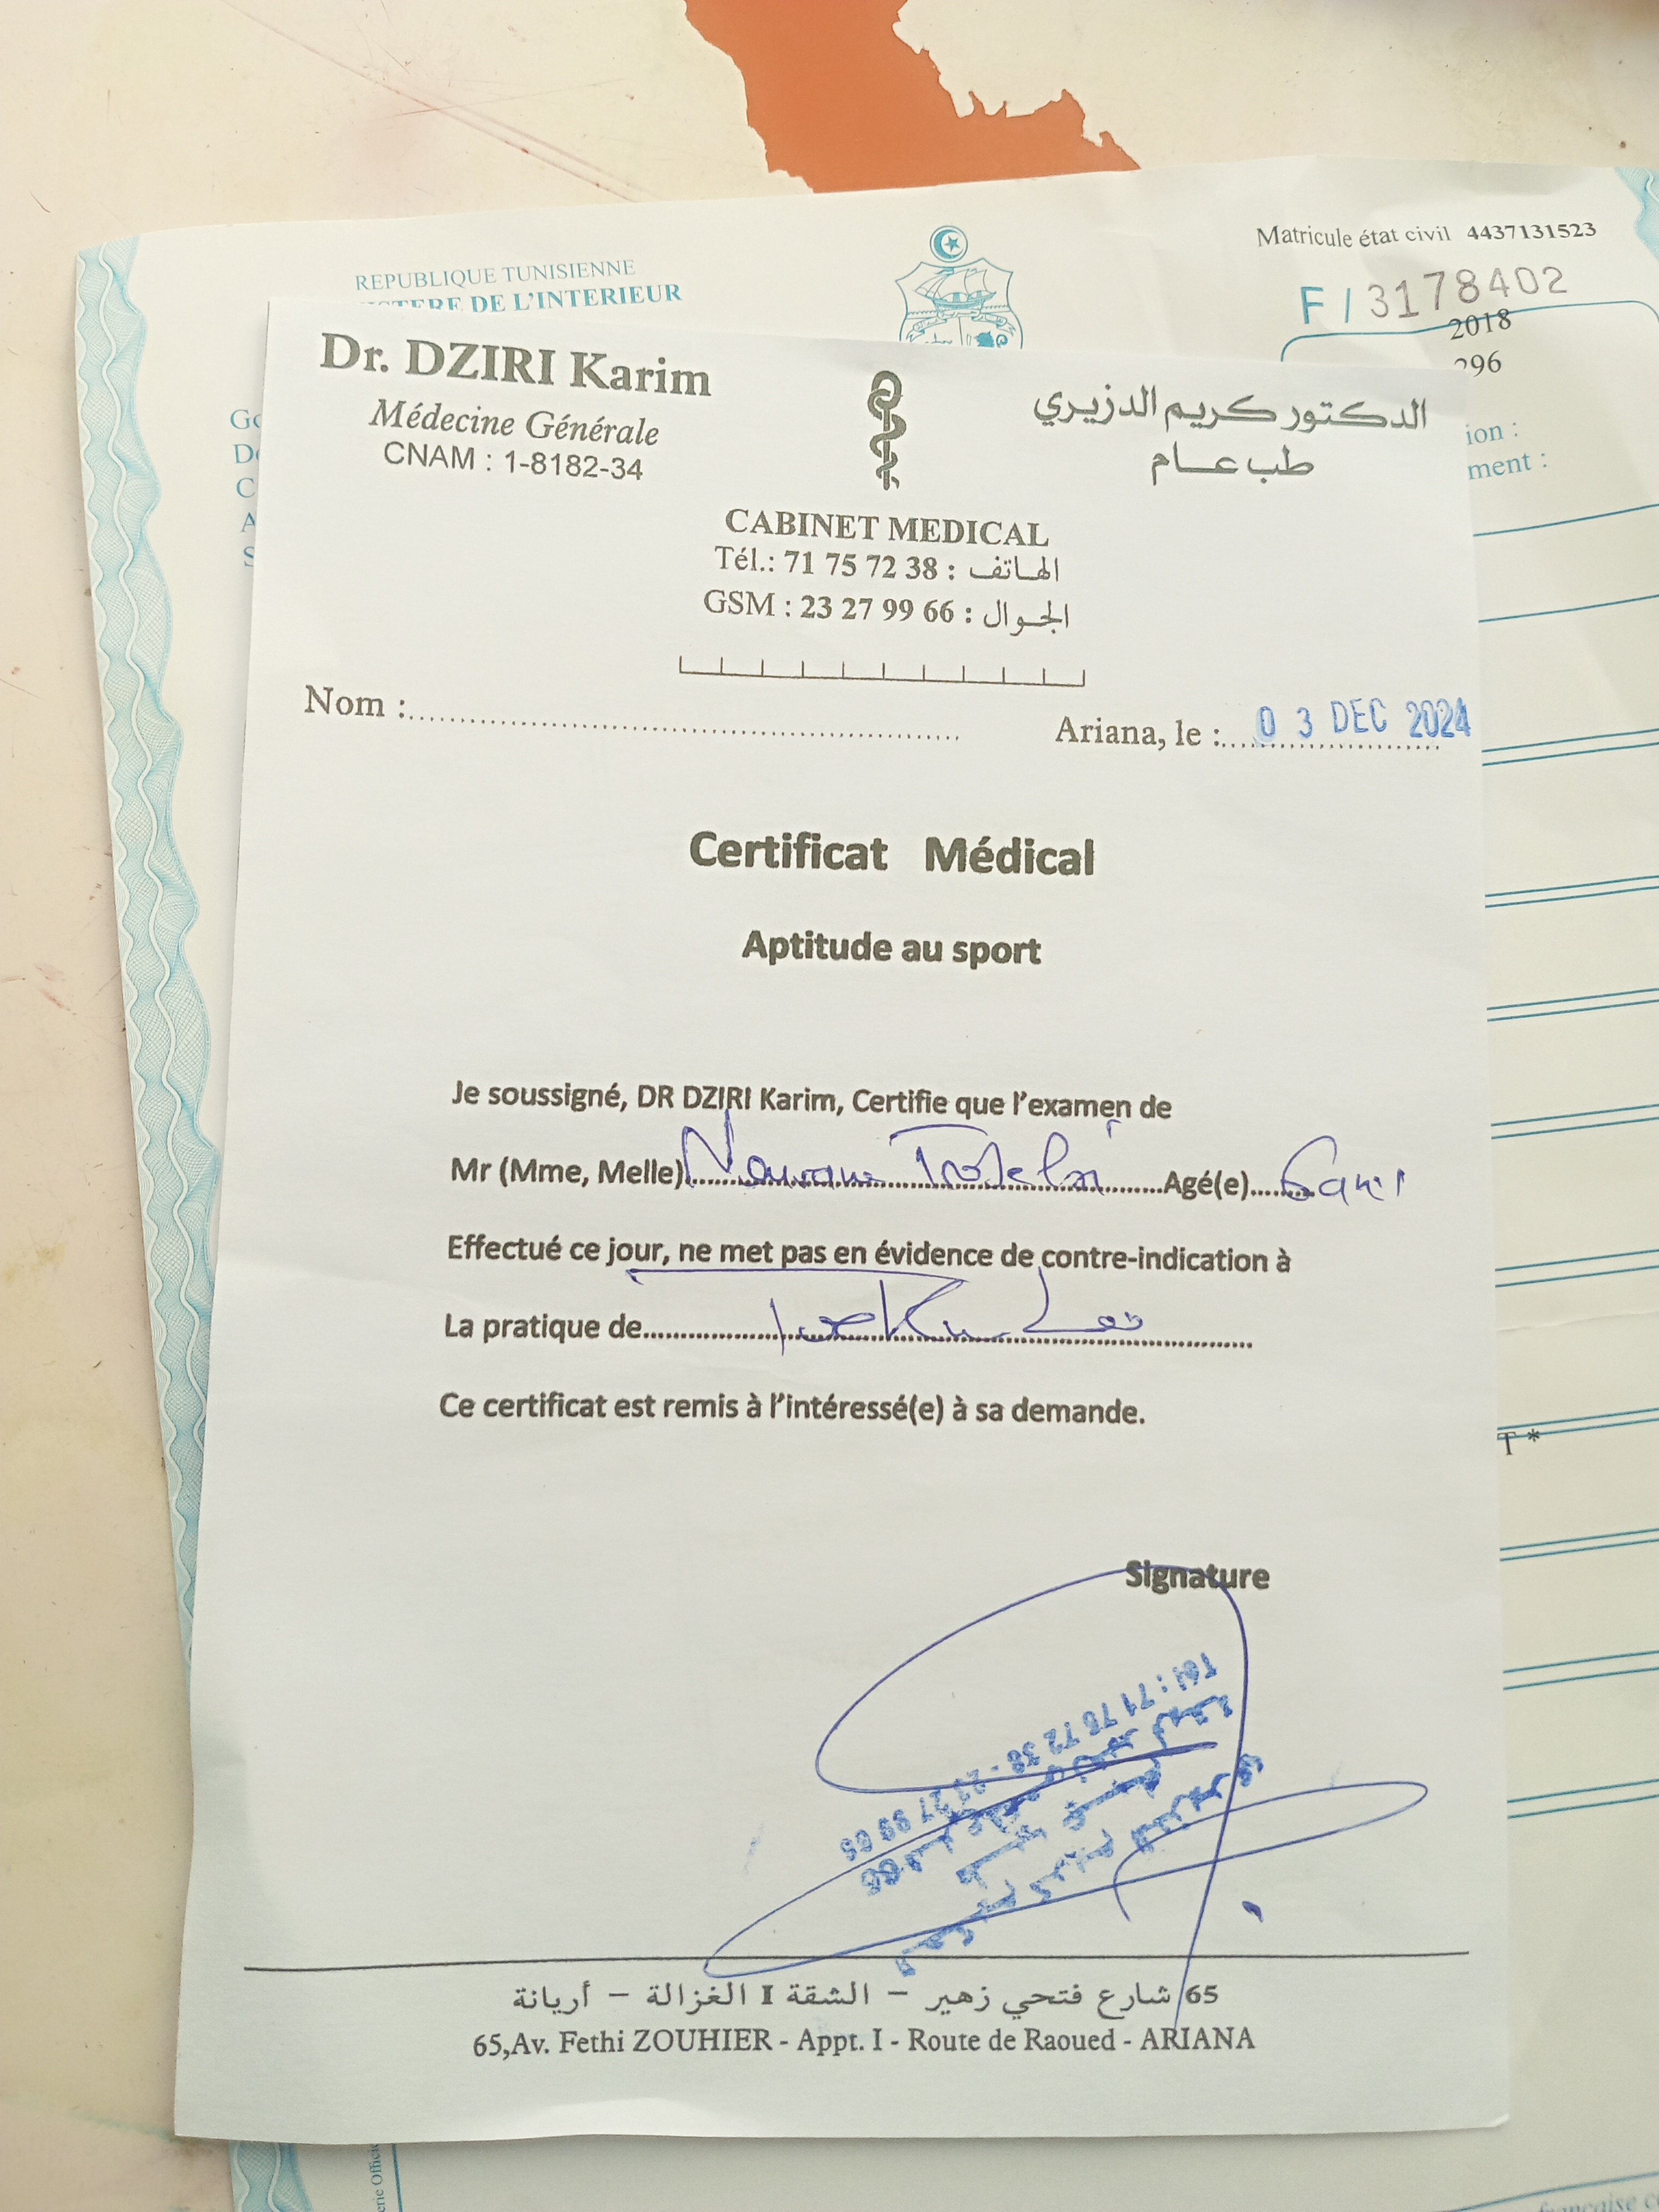 REPUBLIQUE TUNISIENNE
DE L'INTERIEUR
Matricule état civil 4437131523
F / 3178402
2018
296
ion :
ment :
Dr. DZIRI Karim
Médecine Générale
CNAM : 1-8182-34
الدكتور كريم الدزيري
طب عام
CABINET MEDICAL
Tél.: 71 75 72 38 : الهاتف
GSM : 23 27 99 66 : الجوال
Nom :
Ariana, le : 03 DEC 2024
Certificat Médical
Aptitude au sport
Je soussigné, DR DZIRI Karim, Certifie que l'examen de
Mr (Mme, Melle) Agé(e) 6 ans
Effectué ce jour, ne met pas en évidence de contre-indication à
La pratique de
Ce certificat est remis à l'intéressé(e) à sa demande.
T *
Signature
65 شارع فتحي زهير - الشقة I الغزالة - أريانة
65,Av. Fethi ZOUHIER - Appt. I - Route de Raoued - ARIANA